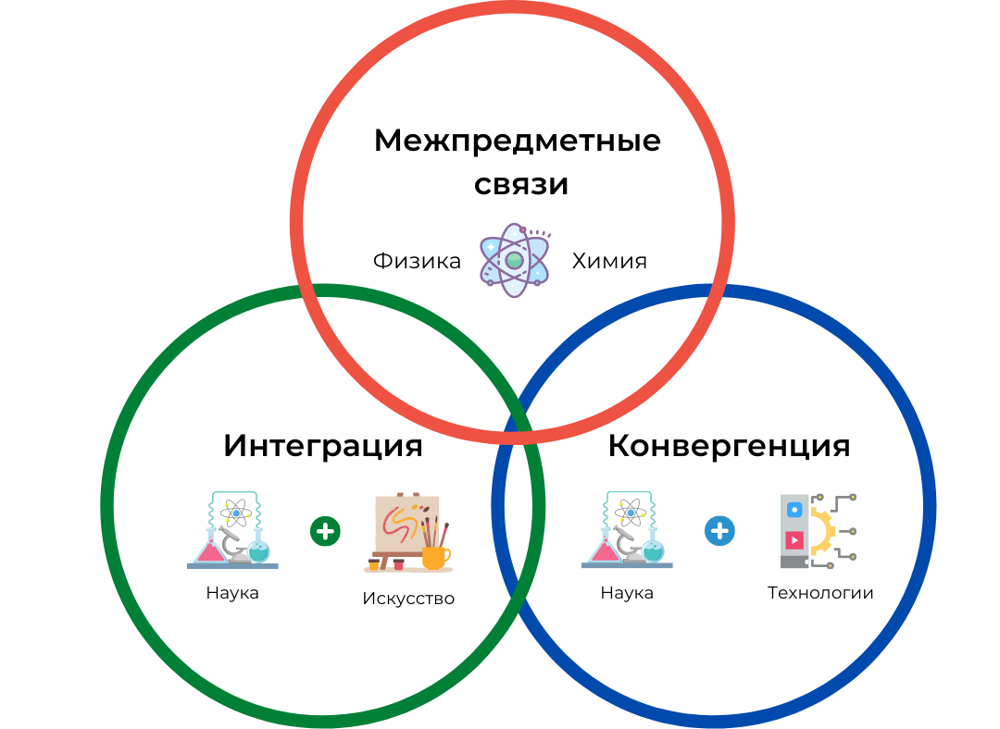 Межпредметные
связи
Физика Химия
Интеграция
Наука
Искусство
Конвергенция
Наука
Технологии